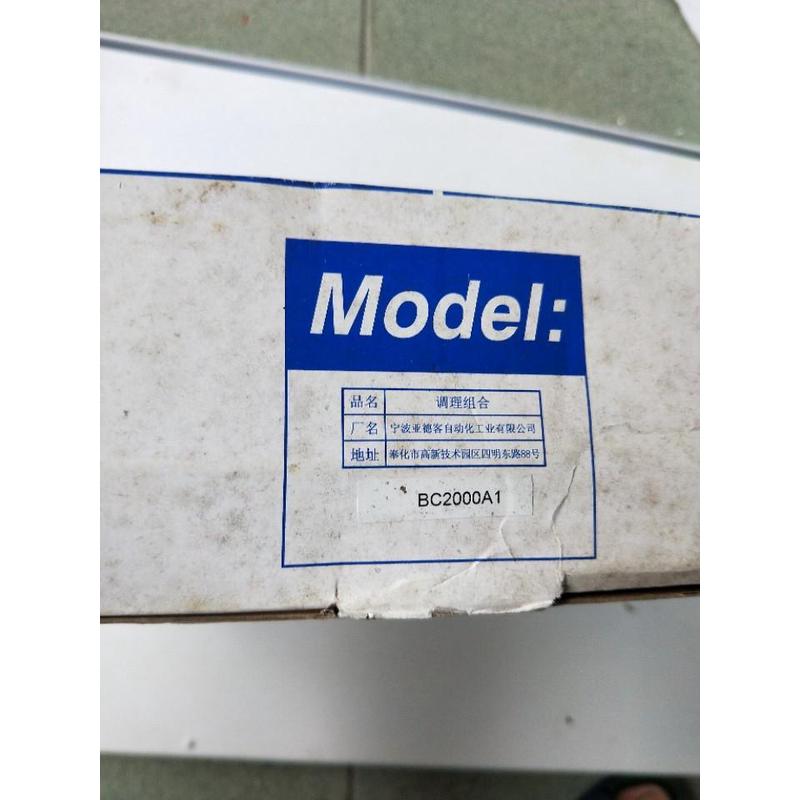 Model:
品名 调理组合
厂名 宁波亚德客自动化工业有限公司
地址 奉化市高新技术园区四明东路88号
BC2000A1